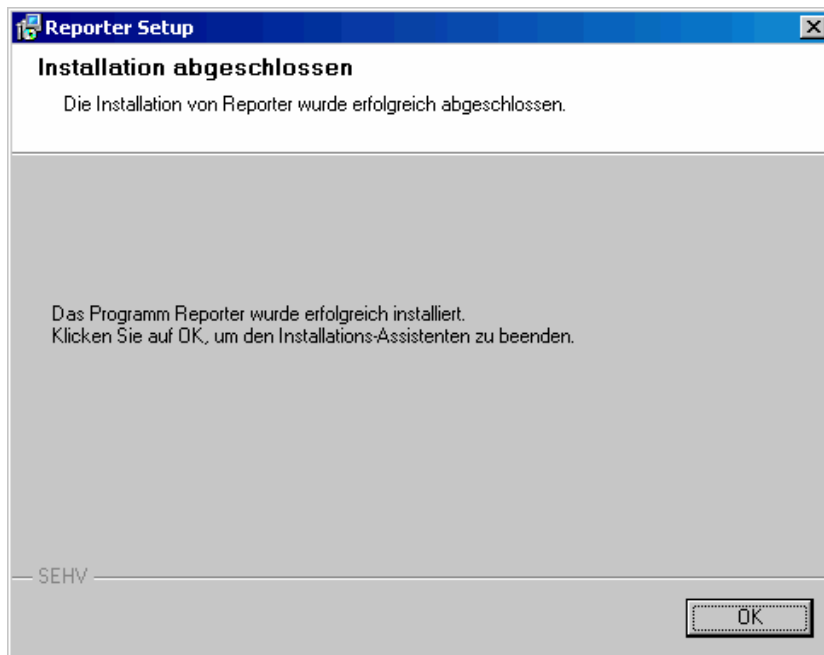 Reporter Setup
Installation abgeschlossen
Die Installation von Reporter wurde erfolgreich abgeschlossen.
Das Programm Reporter wurde erfolgreich installiert.
Klicken Sie auf OK, um den Installations-Assistenten zu beenden.
SEHV
OK